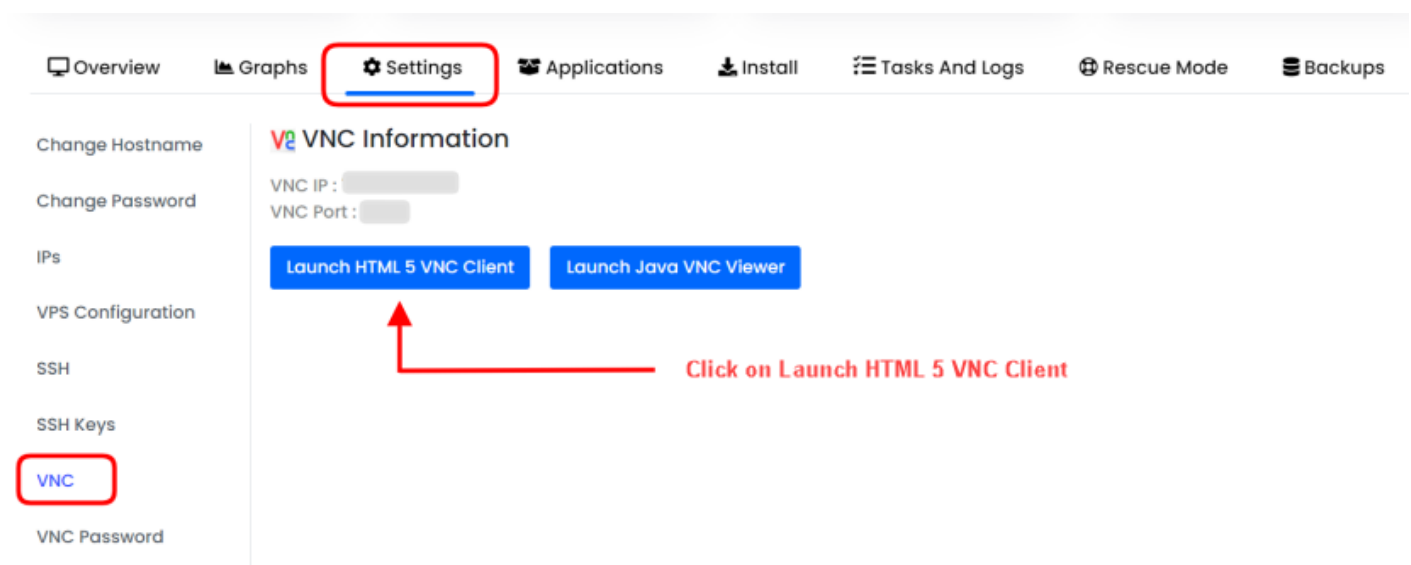 Overview Graphs Settings Applications Install Tasks And Logs Rescue Mode Backups
Change Hostname
Change Password
IPs
VPS Configuration
SSH
SSH Keys
VNC
VNC Password
VNC Information
VNC IP :
VNC Port :
Launch HTML 5 VNC Client Launch Java VNC Viewer
Click on Launch HTML 5 VNC Client